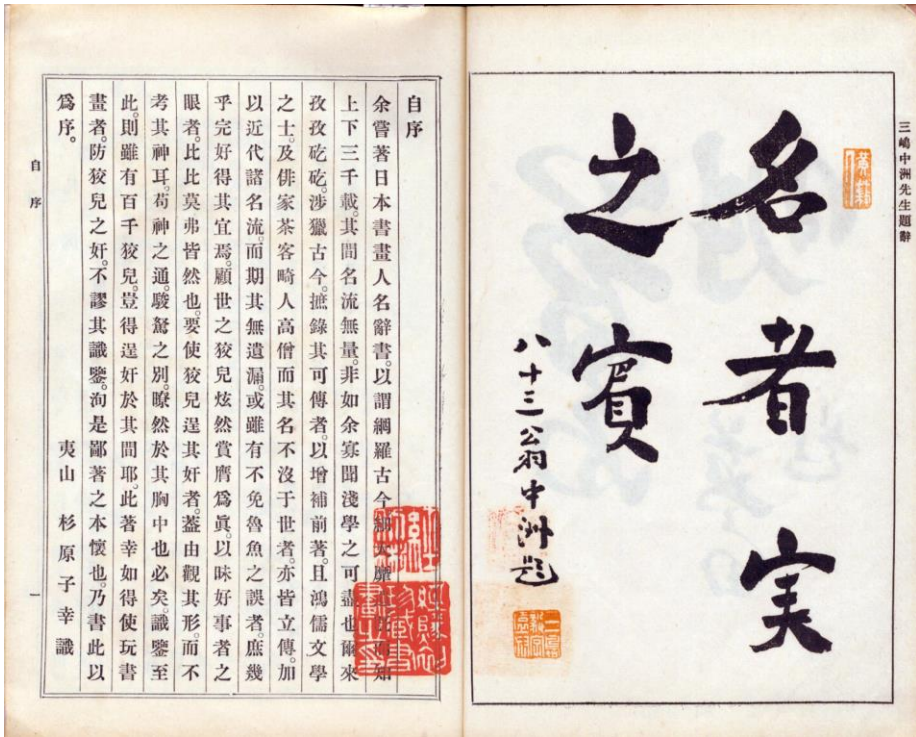 三嶋中洲先生題辭
名者実
之賓
八十三翁中洲題
自序
余嘗著日本書畫人名辭書。以謂網羅古今
上下三千載。其間名流無量。非如余寡聞淺學之可盡也爾來
孜孜矻矻。涉獵古今。摭錄其可傳者。以增補前著。且鴻儒文學
之士。及俳家茶客畸人高僧而其名不沒于世者。亦皆立傳。加
以近代諸名流。而期其無遺漏。或雖有不免魯魚之誤者。庶幾
乎完好得其宜焉。顧世之狡兒炫然賞贋爲眞。以昧好事者之
眼者。比比莫弗皆然也。要使狡兒逞其奸者。蓋由觀其形。而不
考其神耳。苟神之通。駿駑之別。瞭然於其胸中也必矣。識鑒至
此。則雖有百千狡兒。豈得逞奸於其間耶。此著幸如得使玩書
畫者。防狡兒之奸。不謬其識鑒。洵是鄙著之本懷也。乃書此以
爲序。
夷山 杉原子幸識
自序
一